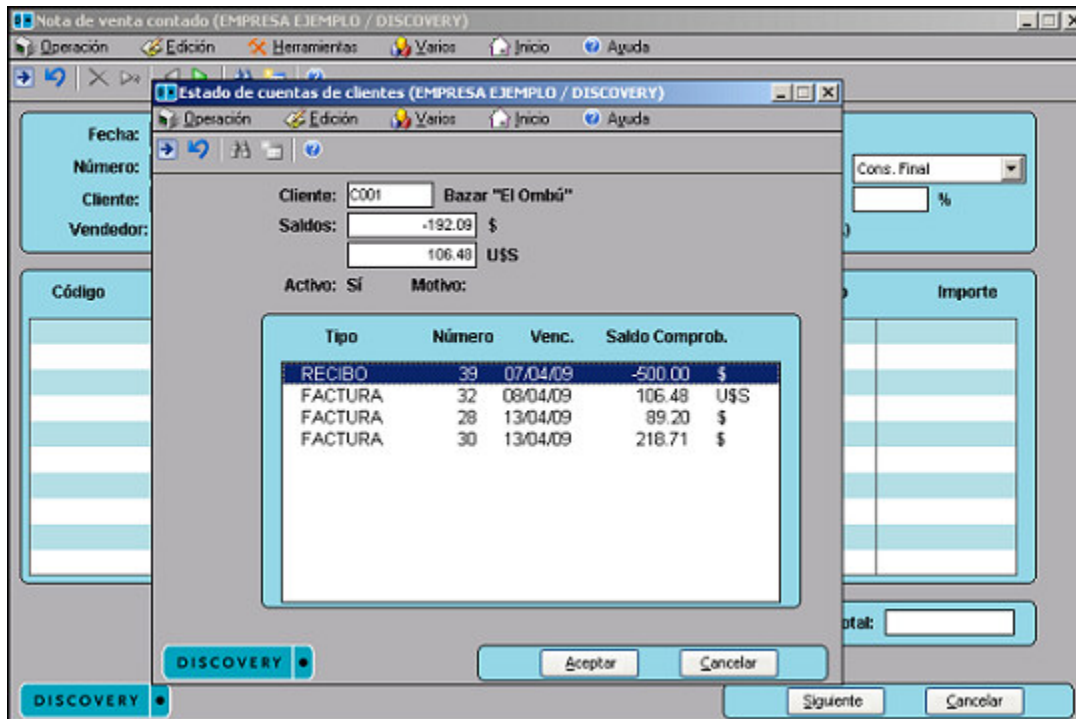 Nota de venta contado (EMPRESA EJEMPLO / DISCOVERY)
Operación Edición Herramientas Varios Inicio Ayuda
Estado de cuentas de clientes (EMPRESA EJEMPLO / DISCOVERY)
Operación Edición Varios Inicio Ayuda
Fecha:
Número: Cons. Final
Cliente: %
Vendedor:
Cliente: C001 Bazar "El Ombú"
Saldos: -192.09 $
106.48 U$S
Activo: Sí Motivo:
Código Importe
Tipo Número Venc. Saldo Comprob.
RECIBO 39 07/04/09 -500.00 $
FACTURA 32 08/04/09 106.48 U$S
FACTURA 28 13/04/09 89.20 $
FACTURA 30 13/04/09 218.71 $
otal:
DISCOVERY Aceptar Cancelar
DISCOVERY Siguiente Cancelar